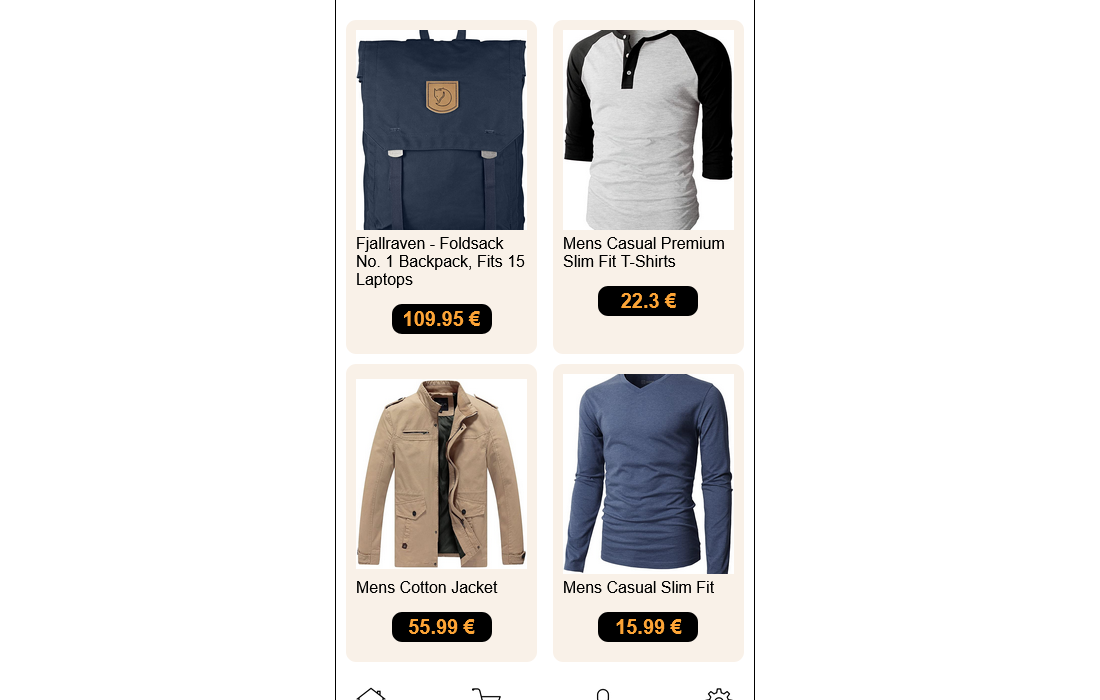 Fjallraven - Foldsack
No. 1 Backpack, Fits 15
Laptops
109.95 €
Mens Casual Premium
Slim Fit T-Shirts
22.3 €
Mens Cotton Jacket
55.99 €
Mens Casual Slim Fit
15.99 €